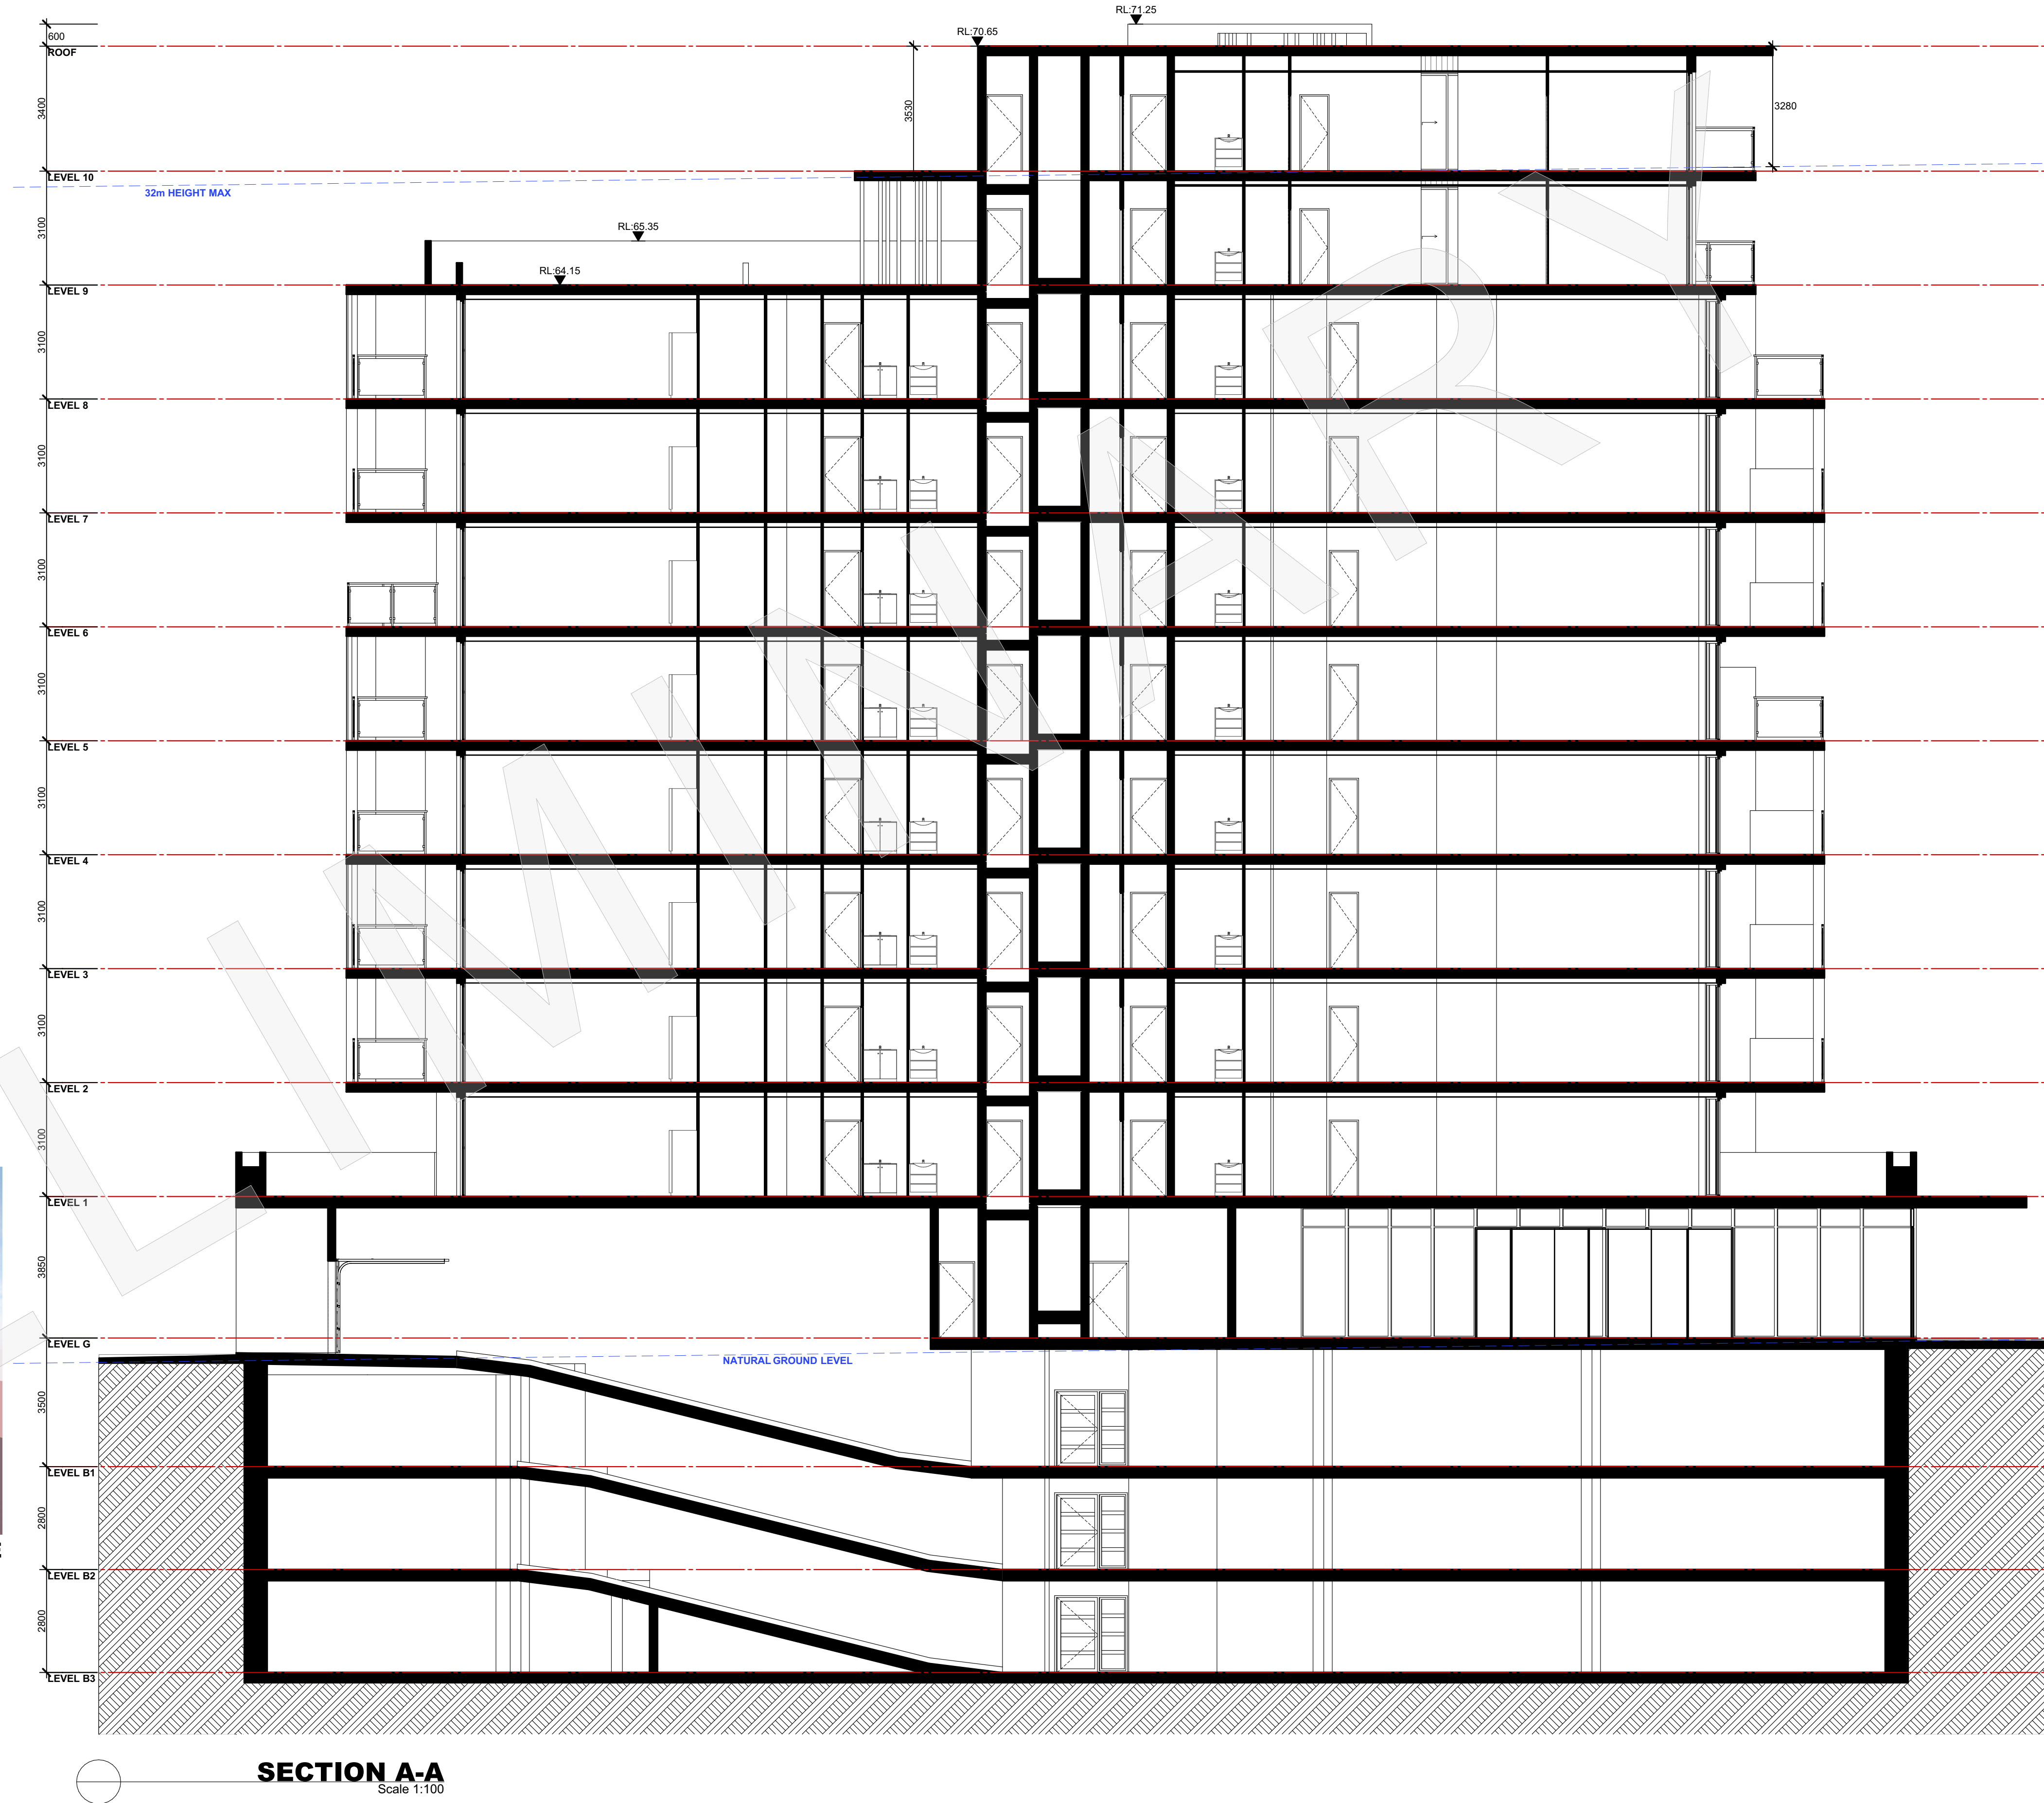 RL:71.25
RL:70.65
600
ROOF
3400
3530
3280
LEVEL 10
32m HEIGHT MAX
3100
RL:65.35
RL:64.15
LEVEL 9
3100
LEVEL 8
3100
LEVEL 7
3100
LEVEL 6
3100
LEVEL 5
3100
LEVEL 4
3100
LEVEL 3
3100
LEVEL 2
3100
LEVEL 1
3850
LEVEL G
NATURAL GROUND LEVEL
3500
LEVEL B1
2800
LEVEL B2
2800
LEVEL B3
SECTION A-A
Scale 1:100
LIMINARY